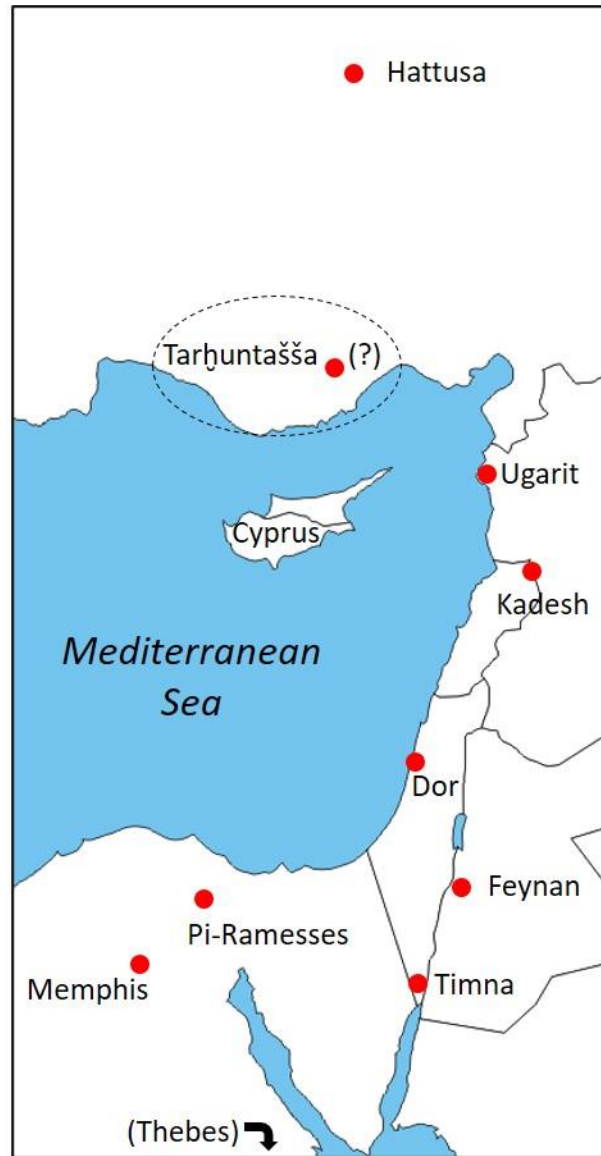 Hattusa
Tarḫuntašša (?)
Ugarit
Cyprus
Kadesh
Mediterranean
Sea
Dor
Feynan
Pi-Ramesses
Memphis
Timna
(Thebes)